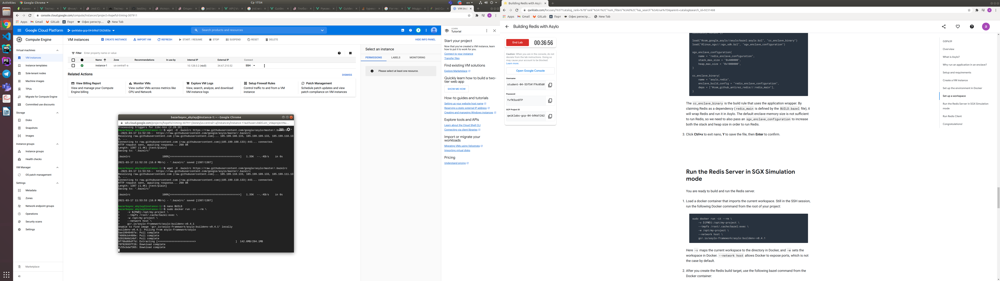 Activities
Google Chrome
Ср 17:54
en
Админ
Тестир
@vue/
Jest CL
Тестир
testing
Исполь
Опции
jest tes
API | Vu
jrst wra
Guides
Глобал
Руково
Guides
typesc
For rec
Модул
jest Can
VM inst
console.cloud.google.com/compute/instances?project=hopeful-timing-307911
Apps
Gmail
GitLab
Порт
Офис регистр…
New Tab
Google Cloud Platform
qwiklabs-gcp-04-b96d1262683a
Search products and resources
2
Compute Engine
VM instances
CREATE INSTANCE
IMPORT VM
REFRESH
START / RESUME
STOP
SUSPEND
RESET
DELETE
HIDE INFO PANEL
Virtual machines
VM instances
Instance templates
Sole-tenant nodes
Machine images
TPUs
Migrate for Compute Engine
Committed use discounts
Storage
Disks
Snapshots
Images
Instance groups
Instance groups
Health checks
VM Manager
OS patch management
Settings
Metadata
Zones
Network endpoint groups
Operations
Security scans
Settings
Marketplace
Filter
Enter property name or value
Name
Zone
Recommendations
In use by
Internal IP
External IP
Connect
instance-1
us-central1-a
10.128.0.2 (nic0)
34.67.210.52
SSH
Related Actions
DISMISS
View Billing Report
View and manage your Compute
Engine billing
Monitor VMs
View outlier VMs across metrics like
CPU and Network
Explore VM Logs
View, search, analyze, and download
VM instance logs
Setup Firewall Rules
Control traffic to and from a VM
instance
Patch Management
Schedule patch updates and view
patch compliance on VM instances
Select an instance
PERMISSIONS
LABELS
MONITORING
Please select at least one resource.
bazarbayev_abylay@instance-1: ~ - Google Chrome
ssh.cloud.google.com/projects/hopeful-timing-307911/zones/us-central1-a/instances/instance-1?authuser=0&hl=en_US&projectNu…
Processing triggers for libc-bin (2.28-10) ...
bazarbayev_abylay@instance-1:~$ wget -O .bazelrc https://raw.githubusercontent.com/google/asylo/master/.bazelrc
--2021-03-17 11:52:33--  https://raw.githubusercontent.com/google/asylo/master/.bazelrc
Resolving raw.githubusercontent.com (raw.githubusercontent.com)... 185.199.108.133, 185.199.109.133, 185.199.110.13
3, ...
Connecting to raw.githubusercontent.com (raw.githubusercontent.com)|185.199.108.133|:443... connected.
HTTP request sent, awaiting response... 200 OK
Length: 1387 (1.4K) [text/plain]
Saving to: ‘.bazelrc’
.bazelrc 100%[=============================================>] 1.35K --.-KB/s in 0s
2021-03-17 11:52:33 (16.0 MB/s) - ‘.bazelrc’ saved [1387/1387]
bazarbayev_abylay@instance-1:~$ wget -O .bazelrc https://raw.githubusercontent.com/google/asylo/master/.bazelrc
--2021-03-17 11:53:53--  https://raw.githubusercontent.com/google/asylo/master/.bazelrc
Resolving raw.githubusercontent.com (raw.githubusercontent.com)... 185.199.110.133, 185.199.109.133, 185.199.111.13
3, ...
Connecting to raw.githubusercontent.com (raw.githubusercontent.com)|185.199.110.133|:443... connected.
HTTP request sent, awaiting response... 200 OK
Length: 1387 (1.4K) [text/plain]
Saving to: ‘.bazelrc’
.bazelrc 100%[=============================================>] 1.35K --.-KB/s in 0s
2021-03-17 11:53:53 (16.0 MB/s) - ‘.bazelrc’ saved [1387/1387]
bazarbayev_abylay@instance-1:~$ nano BUILD
bazarbayev_abylay@instance-1:~$ sudo docker run -it --rm \
>     -v ${PWD}:/opt/my-project \
>     --tmpfs /root/.cache/bazel:exec \
>     -w /opt/my-project \
>     --network host \
>     gcr.io/asylo-framework/asylo:buildenv-v0.4.1
Unable to find image 'gcr.io/asylo-framework/asylo:buildenv-v0.4.1' locally
buildenv-v0.4.1: Pulling from asylo-framework/asylo
5ae19949497e: Pull complete
74069cb4480e: Pull complete
52819b0d14bf: Pull complete
9f70bd66df7d: Extracting [========================> ] 142.6MB/294.1MB
78f82693ff26: Download complete
fc55cbdaf365: Download complete
LEARN
Tutorial
Start your project
Now that you've created a VM instance, learn
how to put it to work for you.
Connect to your instance
Transfer files
Find existing VM solutions
Explore Marketplace
Quickly learn how to build a two-
tier web app
SHOW ME HOW
How-to guides and tutorials
Setting up your website host name
Reserving a static external IP address
Creating and managing Windows instances
Explore tools and APIs
Learn about the Cloud Shell CLI
Connecting via client libraries
Import or migrate your
workloads
Migrating VMs using Velostrata
Importing virtual disks
Pricing
Understand pricing
Building Redis with Asylo
qwiklabs.com/focuses/7637?catalog_rank=%7B"rank"%3A1%2C"num_filters"%3A0%2C"has_search"%3Atrue%7D&parent=catalog&search_id=9231468
Apps
Gmail
GitLab
Порт
Офис регистр…
New Tab
Building Redis with Asylo
a
End Lab
00:36:56
Caution: When you are in the console, do not
deviate from the lab instructions. Doing so
may cause your account to be blocked.
Learn more.
Open Google Console
Username
student-04-53f541f9c05d@
Password
YvfK5sn8TP
GCP Project ID
qwiklabs-gcp-04-b96d1262
load("@com_google_asylo//asylo/bazel:asylo.bzl", "cc_enclave_binary")
load("@linux_sgx//:sgx_sdk.bzl", "sgx_enclave_configuration")
sgx_enclave_configuration(
name = "redis_enclave_configuration",
stack_max_size = "0x400000",
heap_max_size = "0x1000000",
)
cc_enclave_binary(
name = "asylo_redis",
enclave_build_config = "redis_enclave_configuration",
deps = ["@com_github_antirez_redis//:redis_main"],
)
The cc_enclave_binary is the build rule that uses the application wrapper. By
claiming Redis as a dependency ( redis_main is defined by the BUILD.bazel file), it
will wrap Redis and run it in Asylo. The default enclave memory size is not sufficient
to run Redis, so we need to also pass an sgx_enclave_configuration to increase
both the stack and heap size in order to run Redis.
3. Click Ctrl+x to exit nano, Y to save the file, then Enter to confirm.
Run the Redis Server in SGX Simulation
mode
You are ready to build and run the Redis server.
1. Load a docker container that imports the current workspace. Still in the SSH session,
run the following Docker command from the root of your project:
sudo docker run -it --rm \
-v ${PWD}:/opt/my-project \
--tmpfs /root/.cache/bazel:exec \
-w /opt/my-project \
--network host \
gcr.io/asylo-framework/asylo:buildenv-v0.4.1
Here -v maps the current workspace to the directory in Docker, and -w sets the
workspace in Docker. --network host allows Docker to expose ports, which is not
the case by default.
2. After you create the Redis build target, use the following bazel command from the
Docker container:
GSP639
Overview
What is Asylo?
Why run an application in an enclave?
Setup and requirements
Create a VM instance
Set up the environment in Docker
Set up a workspace
Run the Redis Server in SGX Simulation
mode
Run Redis Client
Congratulations!